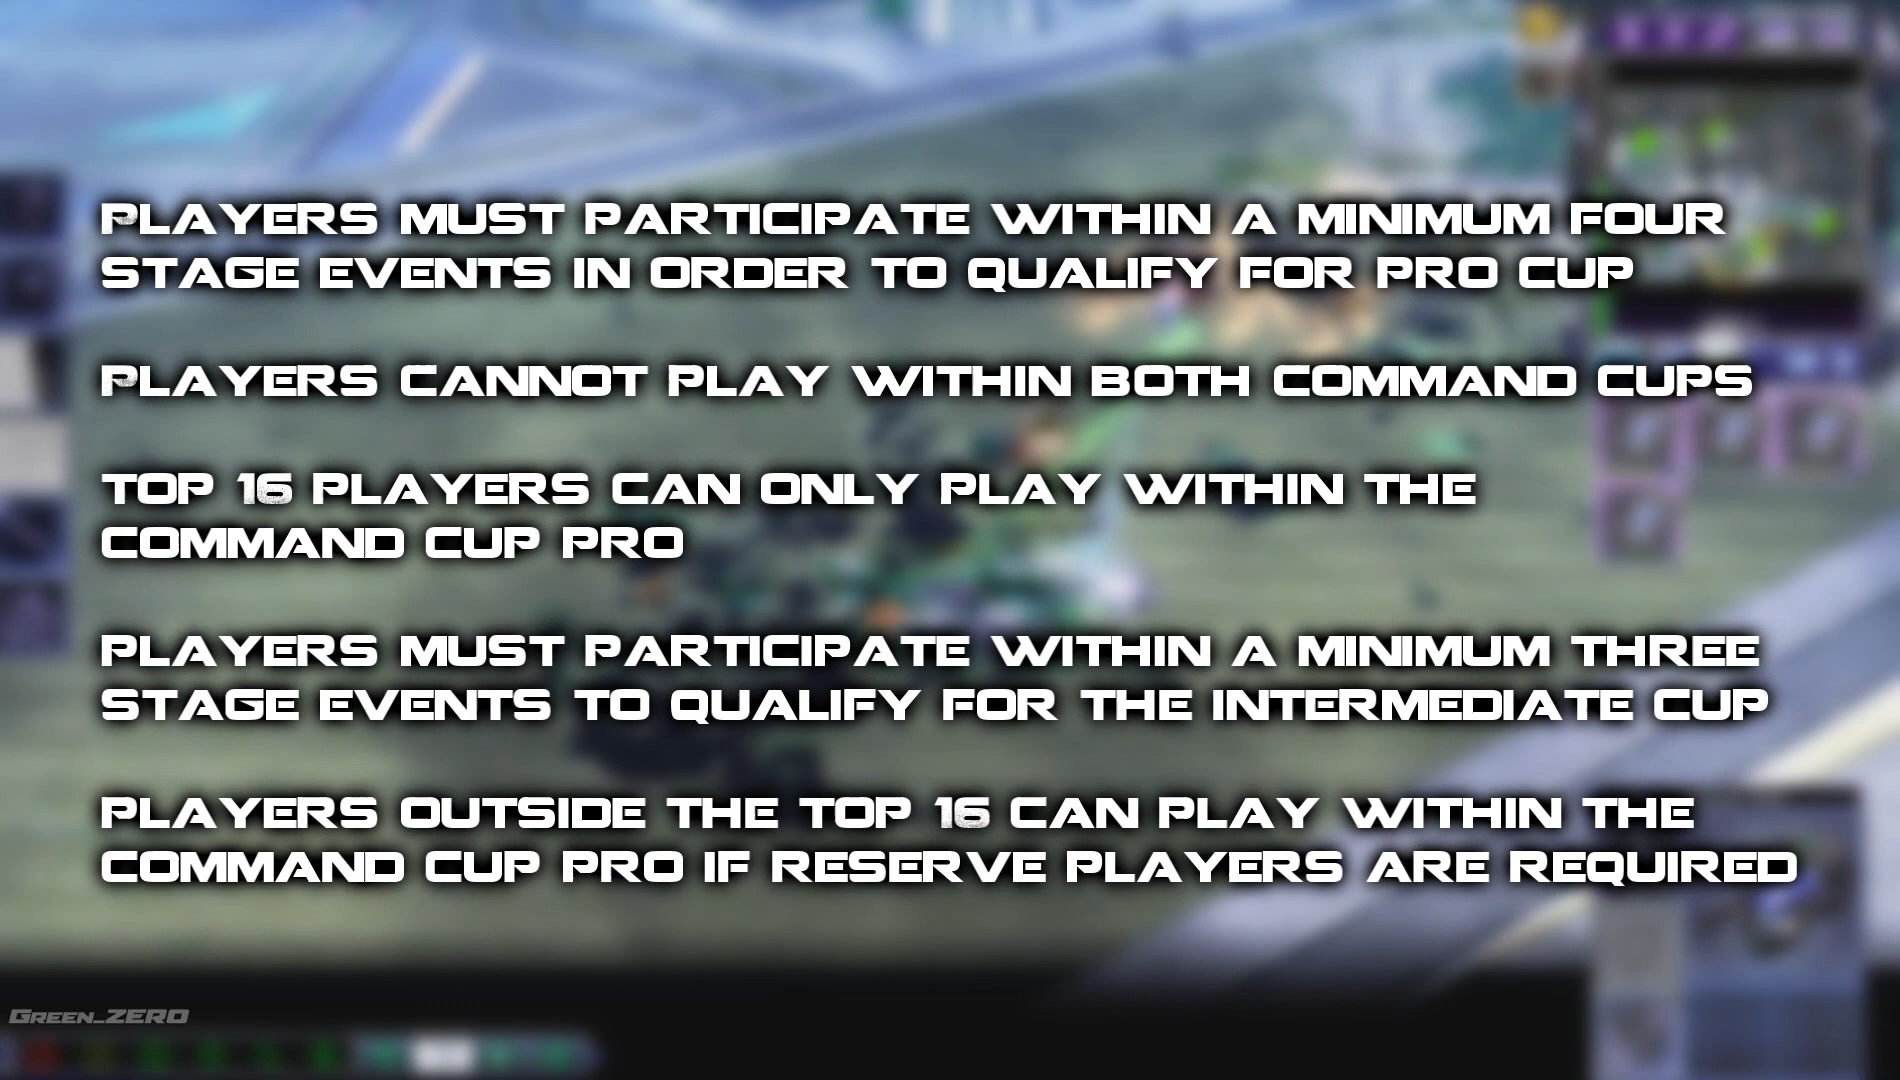 PLAYERS MUST PARTICIPATE WITHIN A MINIMUM FOUR
STAGE EVENTS IN ORDER TO QUALIFY FOR PRO CUP
PLAYERS CANNOT PLAY WITHIN BOTH COMMAND CUPS
TOP 16 PLAYERS CAN ONLY PLAY WITHIN THE
COMMAND CUP PRO
PLAYERS MUST PARTICIPATE WITHIN A MINIMUM THREE
STAGE EVENTS TO QUALIFY FOR THE INTERMEDIATE CUP
PLAYERS OUTSIDE THE TOP 16 CAN PLAY WITHIN THE
COMMAND CUP PRO IF RESERVE PLAYERS ARE REQUIRED
Green_ZERO